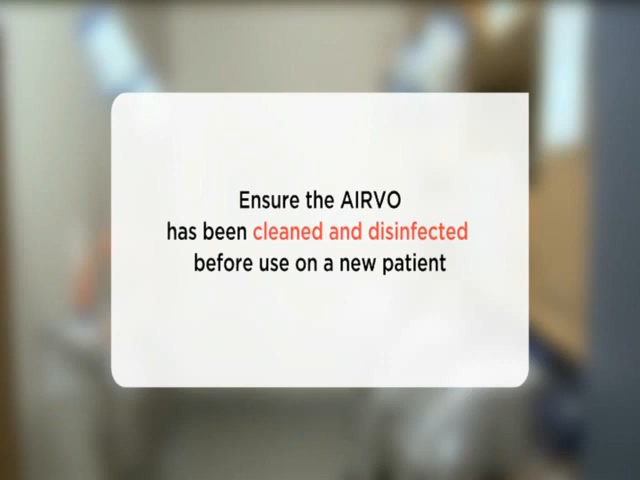 Ensure the AIRVO
has been cleaned and disinfected
before use on a new patient